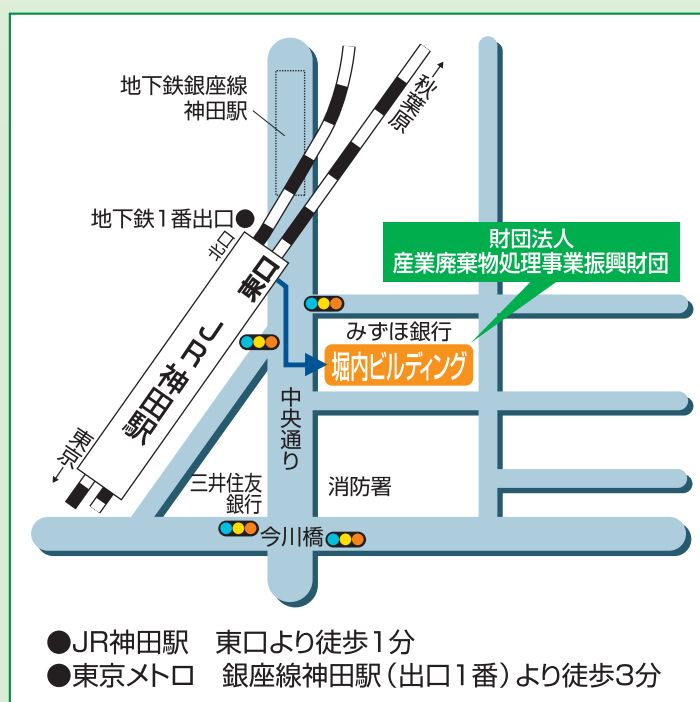 地下鉄銀座線
神田駅
秋葉原
地下鉄1番出口
北口
東口
財団法人
産業廃棄物処理事業振興財団
みずほ銀行
堀内ビルディング
JR神田駅
中央通り
東京
三井住友
銀行
消防署
今川橋
●JR神田駅　東口より徒歩1分
●東京メトロ　銀座線神田駅(出口1番)より徒歩3分